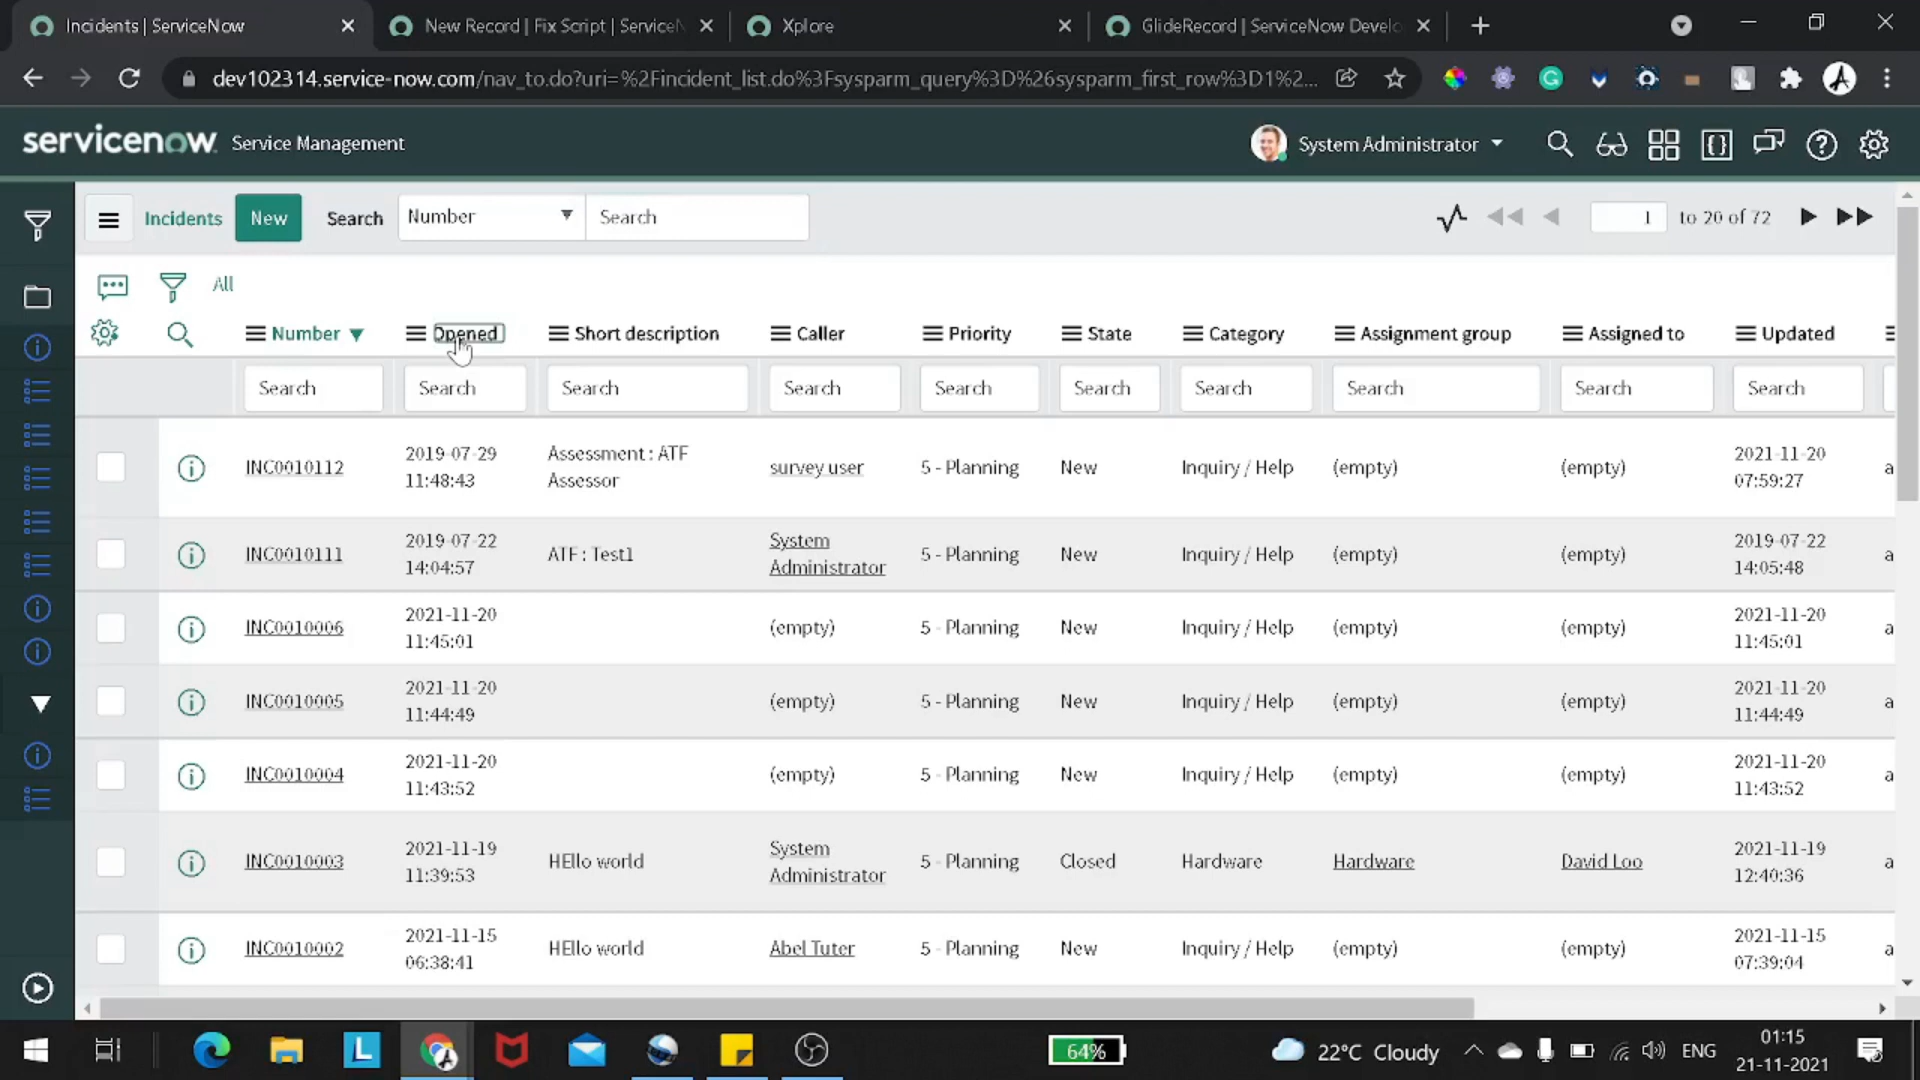 Incidents | ServiceNow
New Record | Fix Script | Service
Xplore
GlideRecord | ServiceNow Develo
dev102314.service-now.com/nav_to.do?uri=%2Fincident_list.do%3Fsysparm_query%3D%26sysparm_first_row%3D1%2...
servicenow Service Management
System Administrator
Incidents New Search Number Search
1 to 20 of 72
All
Number Opened Short description Caller Priority State Category Assignment group Assigned to Updated
Search Search Search Search Search Search Search Search Search Search
INC0010112 2019-07-29 11:48:43 Assessment : ATF Assessor survey user 5 - Planning New Inquiry / Help (empty) (empty) 2021-11-20 07:59:27 a
INC0010111 2019-07-22 14:04:57 ATF : Test1 System Administrator 5 - Planning New Inquiry / Help (empty) (empty) 2019-07-22 14:05:48 a
INC0010006 2021-11-20 11:45:01 (empty) 5 - Planning New Inquiry / Help (empty) (empty) 2021-11-20 11:45:01 a
INC0010005 2021-11-20 11:44:49 (empty) 5 - Planning New Inquiry / Help (empty) (empty) 2021-11-20 11:44:49 a
INC0010004 2021-11-20 11:43:52 (empty) 5 - Planning New Inquiry / Help (empty) (empty) 2021-11-20 11:43:52 a
INC0010003 2021-11-19 11:39:53 HEllo world System Administrator 5 - Planning Closed Hardware Hardware David Loo 2021-11-19 12:40:36 a
INC0010002 2021-11-15 06:38:41 HEllo world Abel Tuter 5 - Planning New Inquiry / Help (empty) (empty) 2021-11-15 07:39:04 a
64%
22°C Cloudy
ENG
01:15
21-11-2021